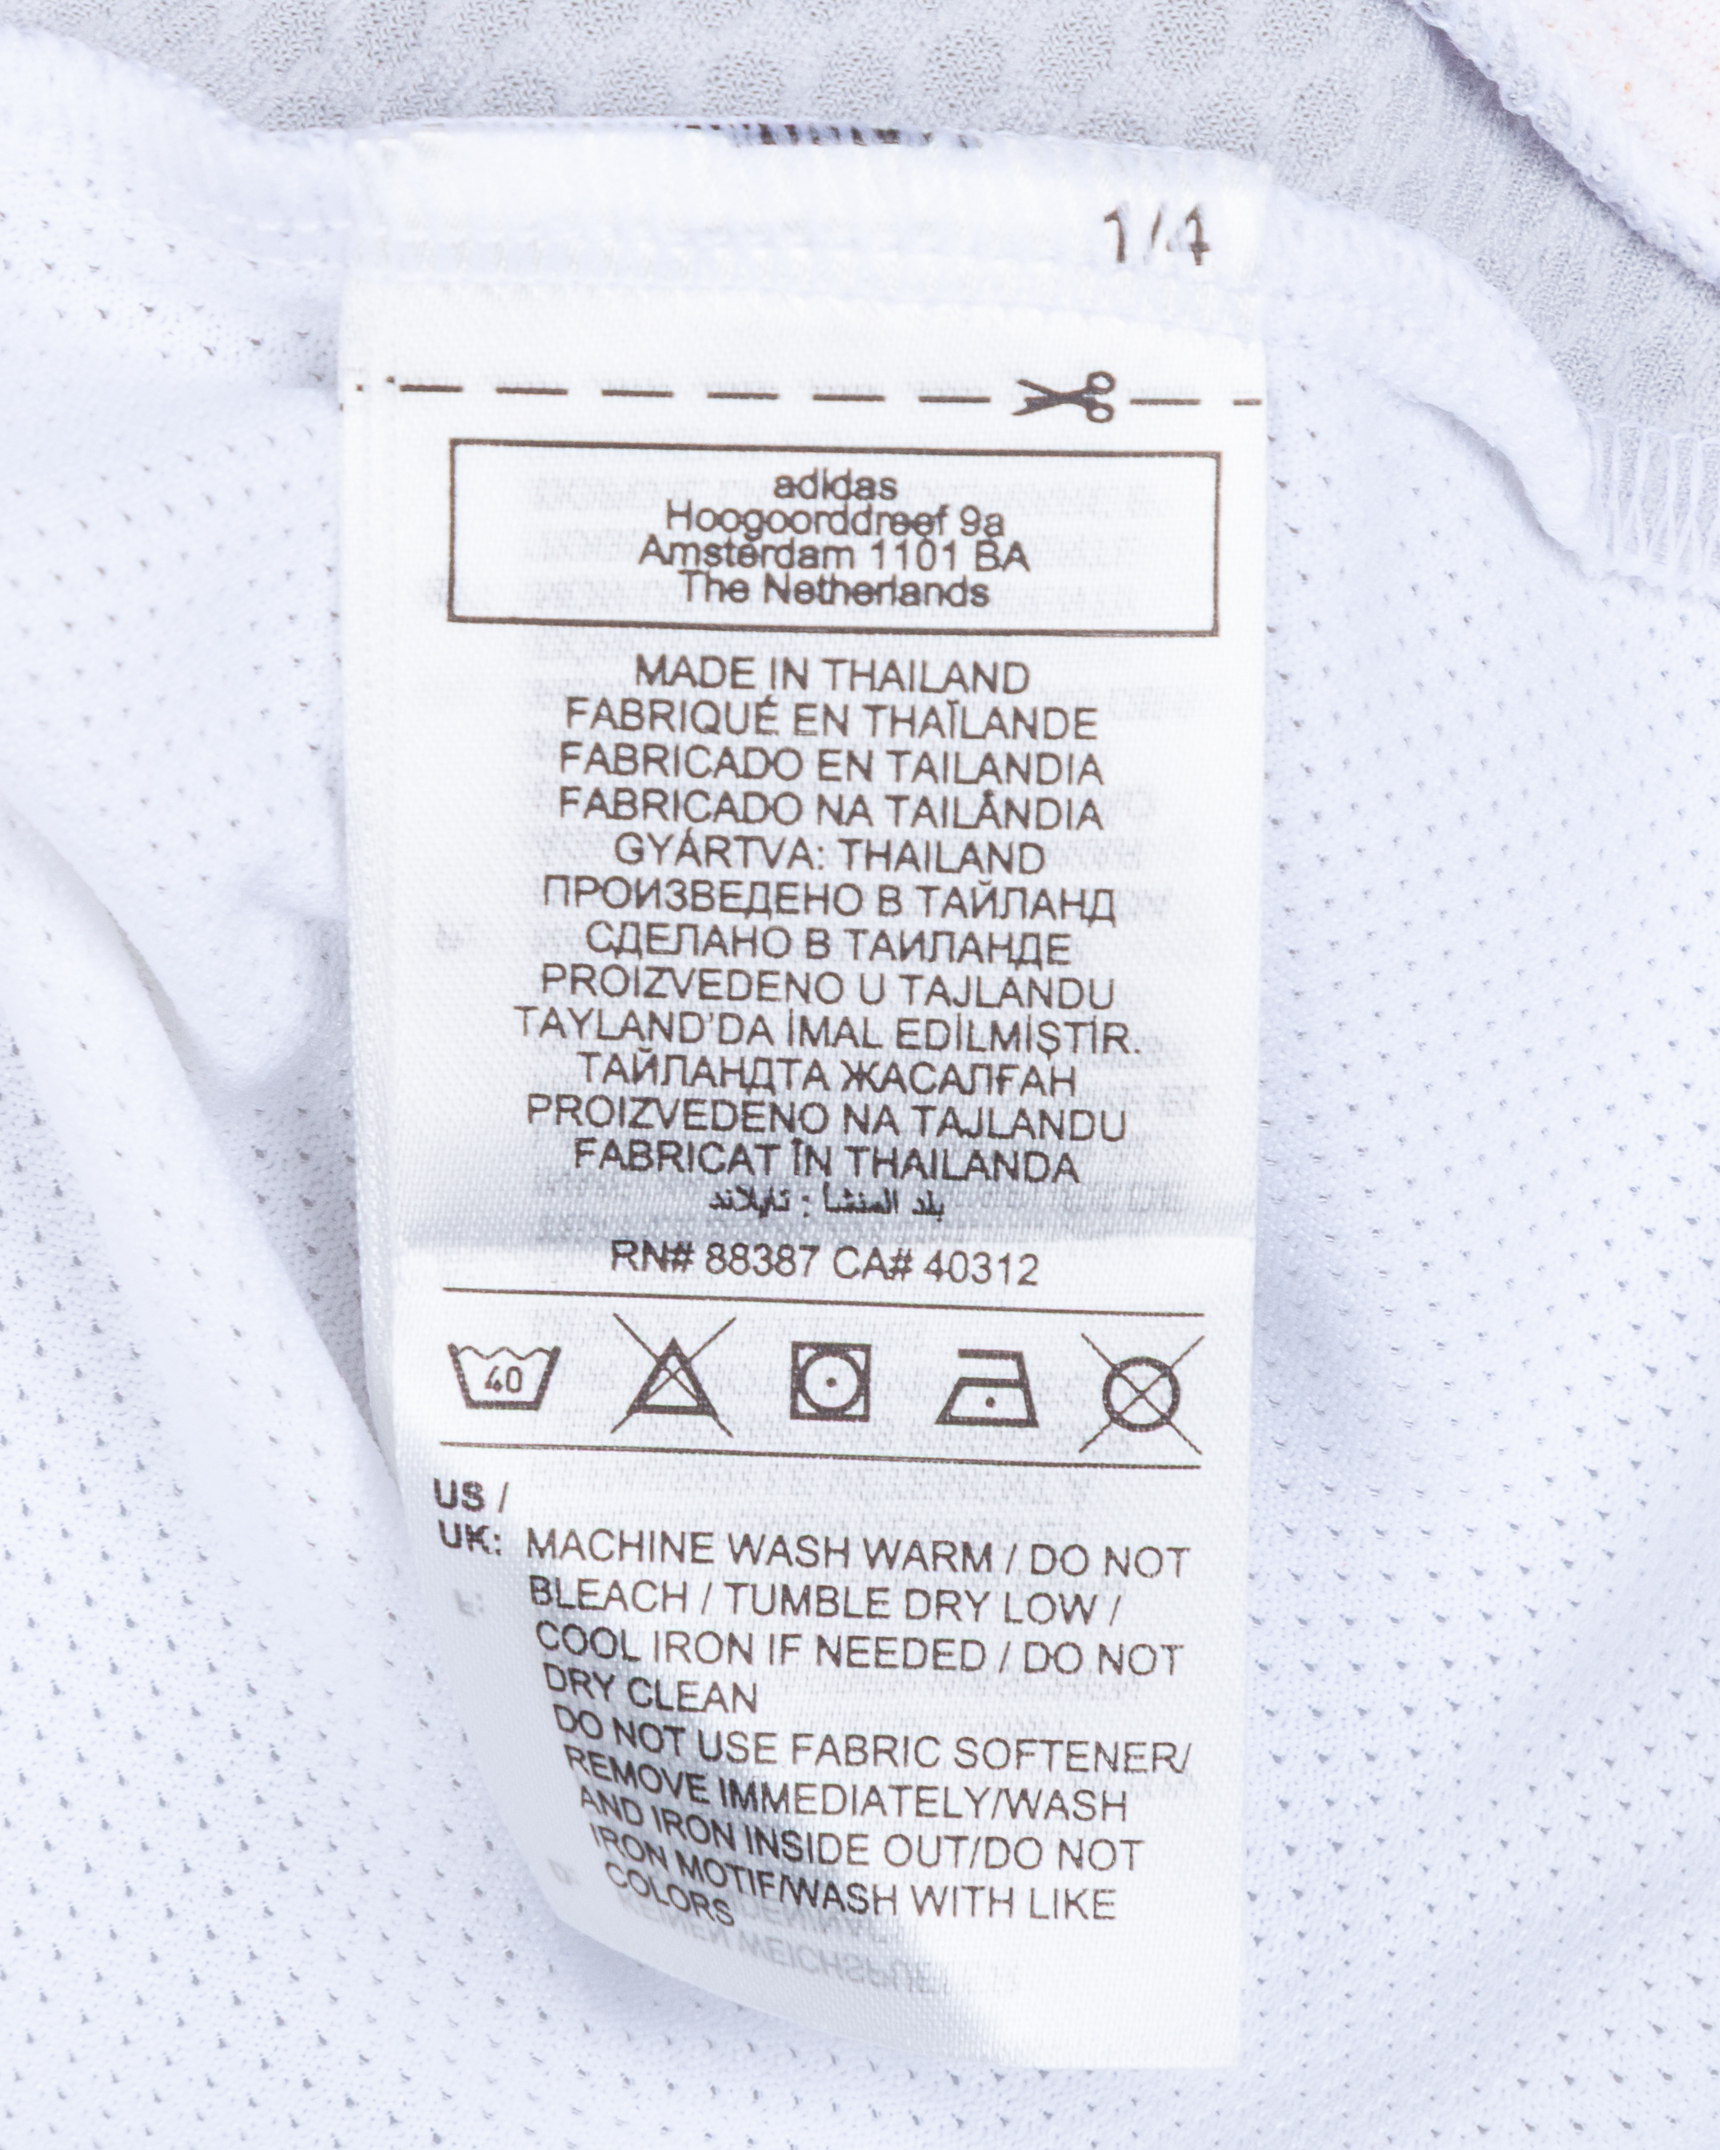 1/4
adidas
Hoogoorddreef 9a
Amsterdam 1101 BA
The Netherlands
MADE IN THAILAND
FABRIQUÉ EN THAÏLANDE
FABRICADO EN TAILANDIA
FABRICADO NA TAILÂNDIA
GYÁRTVA: THAILAND
ПРОИЗВЕДЕНО В ТАЙЛАНД
СДЕЛАНО В ТАИЛАНДЕ
PROIZVEDENO U TAJLANDU
TAYLAND'DA İMAL EDİLMİŞTİR.
ТАЙЛАНДТА ЖАСАЛҒАН
PROIZVEDENO NA TAJLANDU
FABRICAT ÎN THAILANDA
بلد المنشأ : تايلاند
RN# 88387 CA# 40312
40
US /
UK: MACHINE WASH WARM / DO NOT
BLEACH / TUMBLE DRY LOW /
COOL IRON IF NEEDED / DO NOT
DRY CLEAN
DO NOT USE FABRIC SOFTENER/
REMOVE IMMEDIATELY/WASH
AND IRON INSIDE OUT/DO NOT
IRON MOTIF/WASH WITH LIKE
COLORS